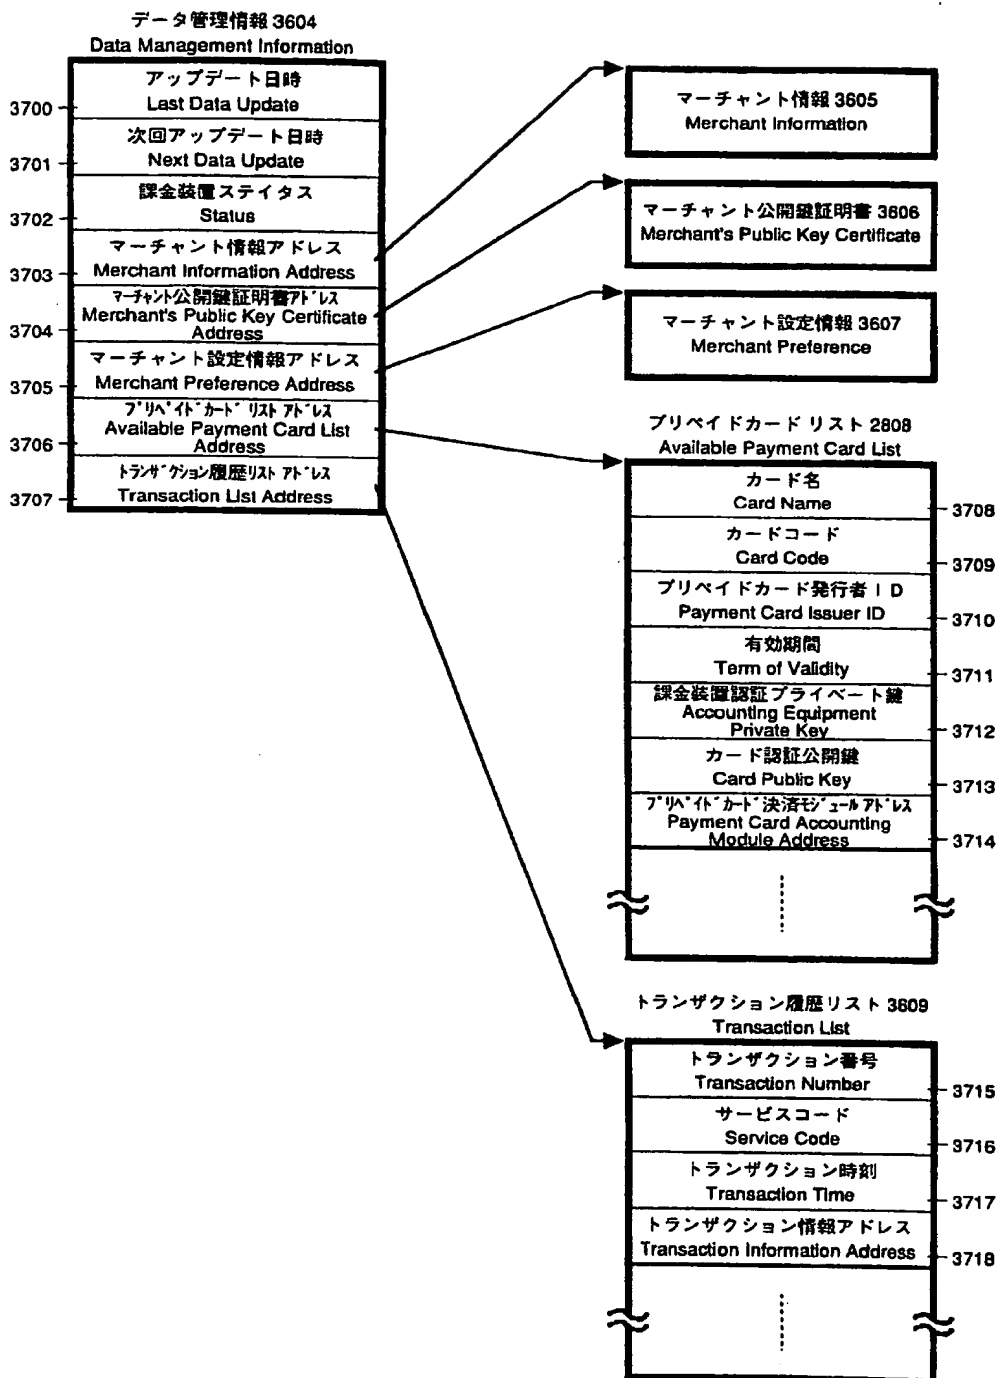 データ管理情報 3604
Data Management Information
アップデート日時
Last Data Update
3700
次回アップデート日時
Next Data Update
3701
課金装置ステイタス
Status
3702
マーチャント情報アドレス
Merchant Information Address
3703
マーチャント公開鍵証明書アドレス
Merchant's Public Key Certificate
Address
3704
マーチャント設定情報アドレス
Merchant Preference Address
3705
プリペイドカード リスト アドレス
Available Payment Card List
Address
3706
トランザクション履歴リスト アドレス
Transaction List Address
3707
マーチャント情報 3605
Merchant Information
マーチャント公開鍵証明書 3606
Merchant's Public Key Certificate
マーチャント設定情報 3607
Merchant Preference
プリペイドカード リスト 2808
Available Payment Card List
カード名
Card Name
3708
カードコード
Card Code
3709
プリペイドカード発行者ID
Payment Card Issuer ID
3710
有効期間
Term of Validity
3711
課金装置認証プライベート鍵
Accounting Equipment
Private Key
3712
カード認証公開鍵
Card Public Key
3713
プリペイドカード決済モジュールアドレス
Payment Card Accounting
Module Address
3714
トランザクション履歴リスト 3609
Transaction List
トランザクション番号
Transaction Number
3715
サービスコード
Service Code
3716
トランザクション時刻
Transaction Time
3717
トランザクション情報アドレス
Transaction Information Address
3718